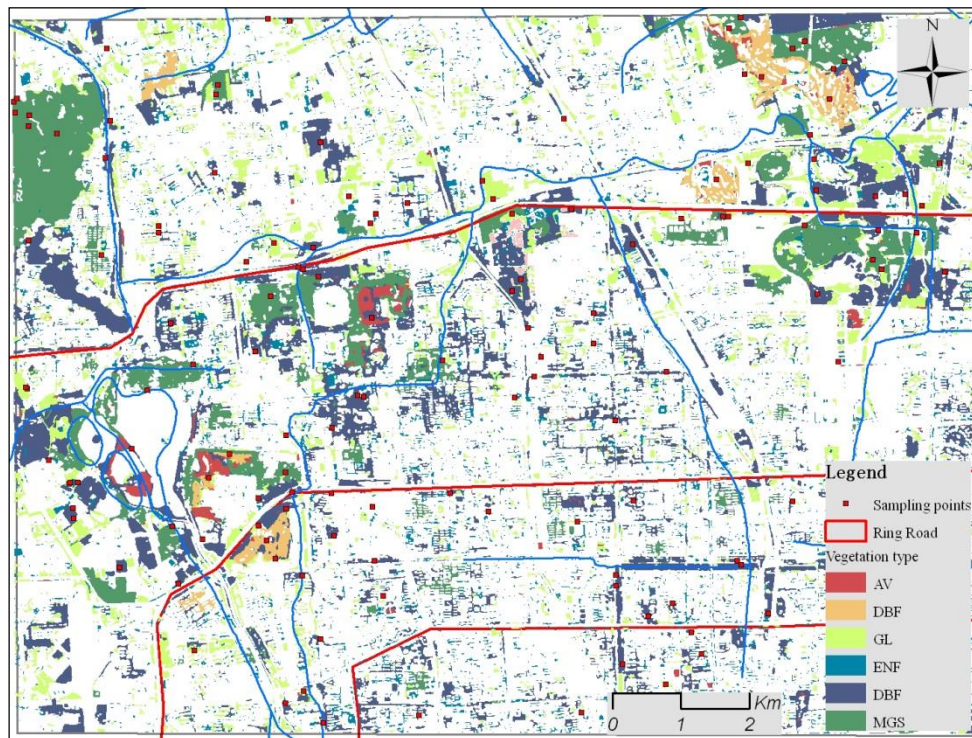 N
Legend
Sampling points
Ring Road
Vegetation type
AV
DBF
GL
ENF
DBF
MGS
Km
0 1 2